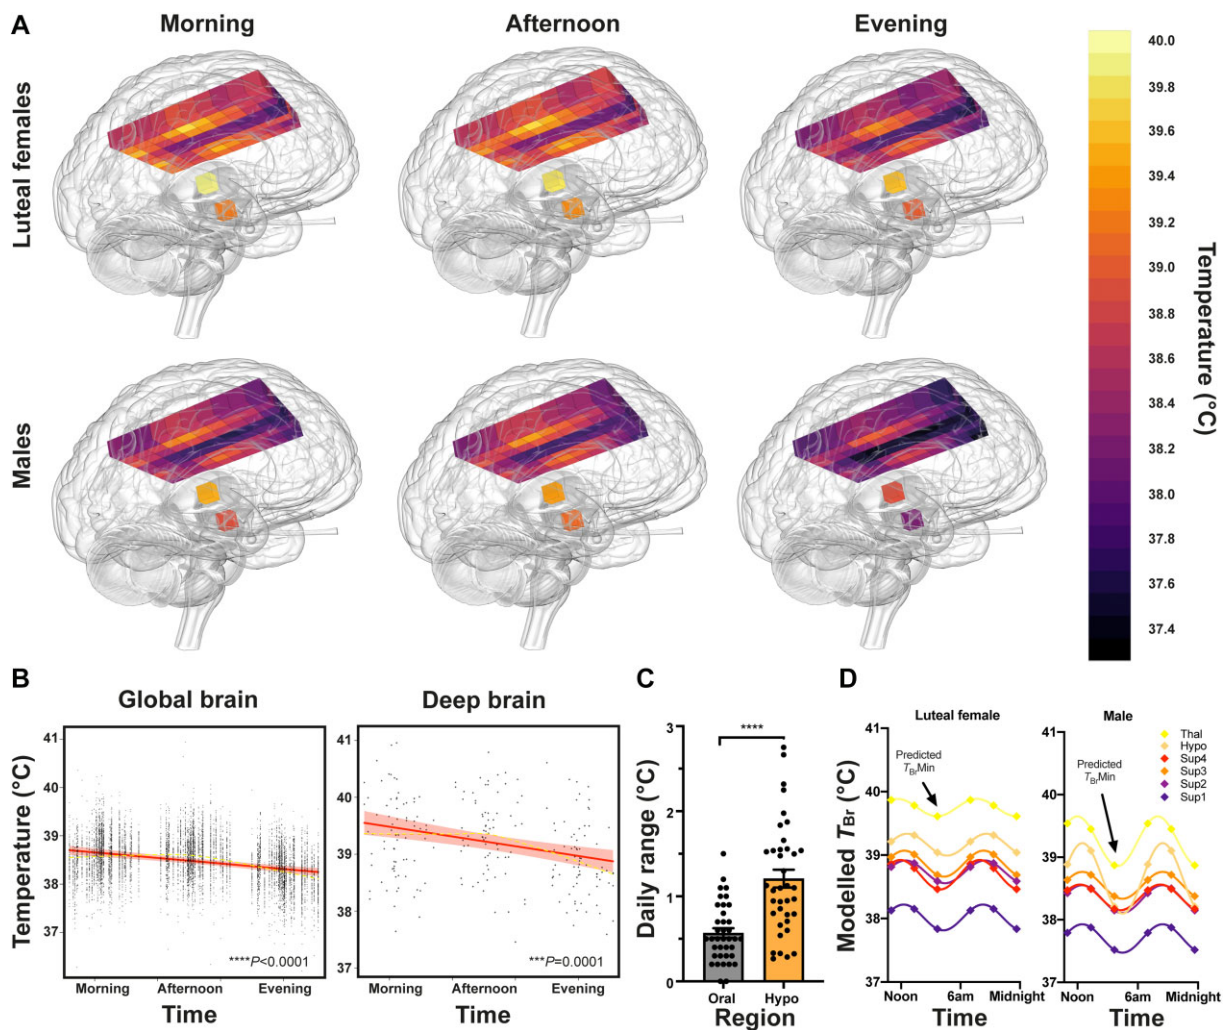 A
Morning
Afternoon
Evening
Luteal females
Males
40.0
39.8
39.6
39.4
39.2
39.0
38.8
38.6
38.4
38.2
38.0
37.8
37.6
37.4
Temperature (°C)
B
Global brain
Deep brain
Temperature (°C)
41
40
39
38
37
****P<0.0001
Morning
Afternoon
Evening
Time
41
40
39
38
37
***P=0.0001
Morning
Afternoon
Evening
Time
C
Daily range (°C)
3
2
1
0
****
Oral
Hypo
Region
D
Modelled TBr (°C)
Luteal female
41
40
39
38
37
Predicted
TBrMin
Noon
6am
Midnight
Time
Male
41
40
39
38
37
Predicted
TBrMin
Thal
Hypo
Sup4
Sup3
Sup2
Sup1
Noon
6am
Midnight
Time